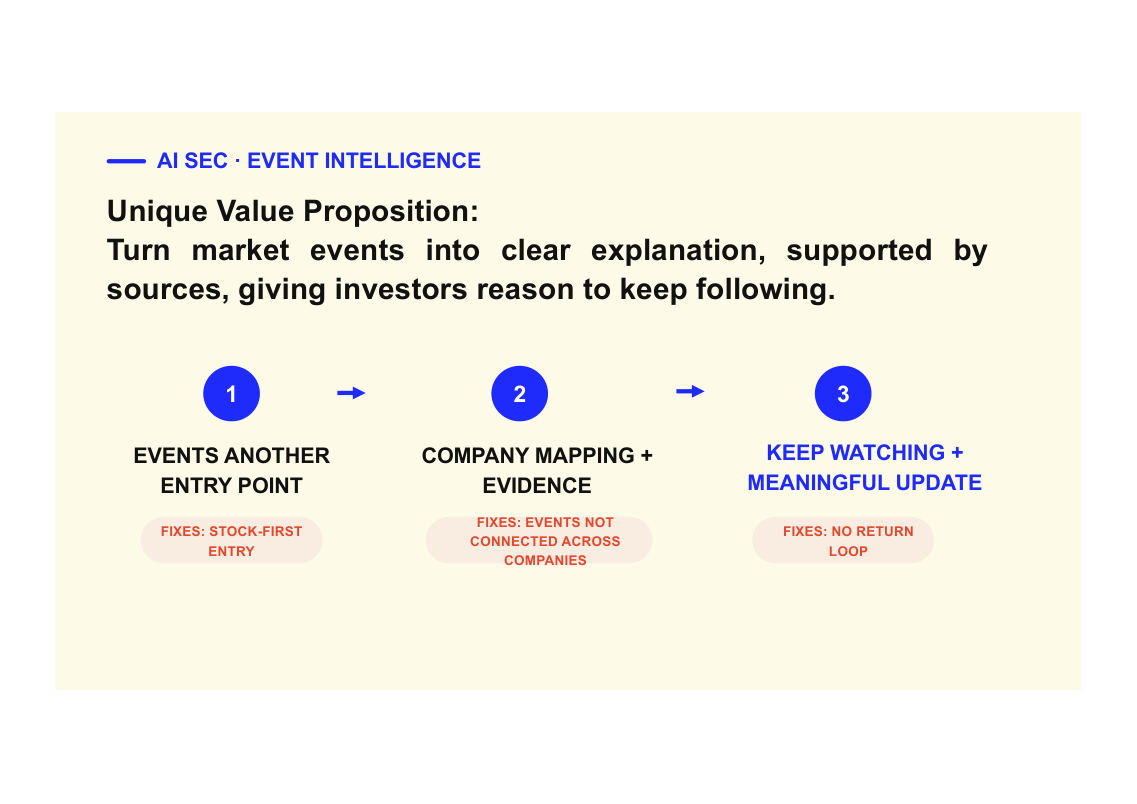 AI SEC · EVENT INTELLIGENCE
Unique Value Proposition:
Turn market events into clear explanation, supported by
sources, giving investors reason to keep following.
1
2
3
EVENTS ANOTHER
ENTRY POINT
COMPANY MAPPING +
EVIDENCE
KEEP WATCHING +
MEANINGFUL UPDATE
FIXES: STOCK-FIRST
ENTRY
FIXES: EVENTS NOT
CONNECTED ACROSS
COMPANIES
FIXES: NO RETURN
LOOP